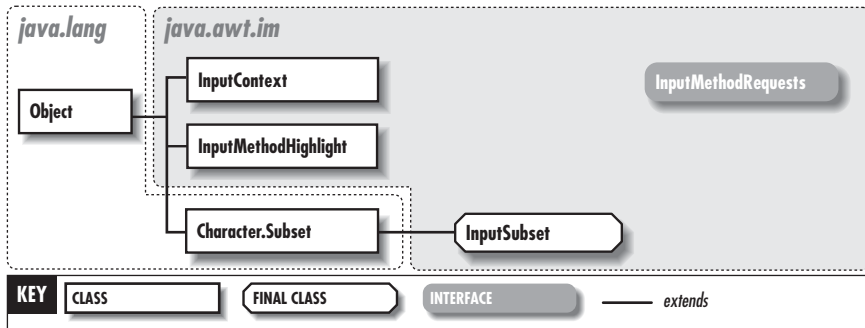 java.lang
java.awt.im
InputContext
InputMethodRequests
Object
InputMethodHighlight
Character.Subset
InputSubset
KEY
CLASS
FINAL CLASS
INTERFACE
extends